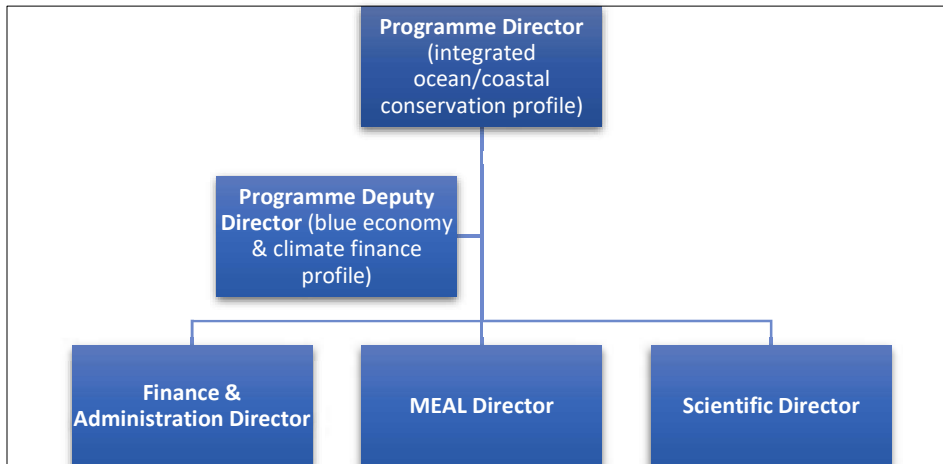 Programme Director
(integrated
ocean/coastal
conservation profile)
Programme Deputy
Director (blue economy
& climate finance
profile)
Finance &
Administration Director
MEAL Director
Scientific Director